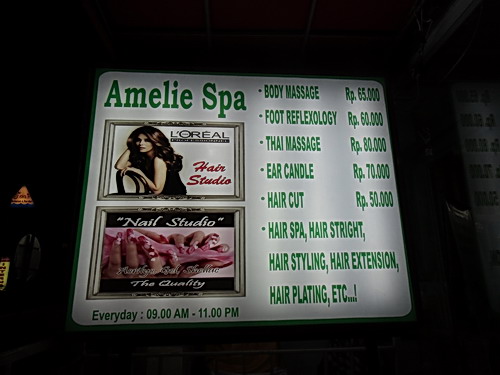 Amelie Spa
L'ORÉAL
PROFESSIONNEL
Hair
Studio
"Nail Studio"
The Quality
Everyday : 09.00 AM - 11.00 PM
• BODY MASSAGE Rp. 65.000
• FOOT REFLEXOLOGY Rp. 60.000
• THAI MASSAGE Rp. 80.000
• EAR CANDLE Rp. 70.000
• HAIR CUT Rp. 50.000
• HAIR SPA, HAIR STRIGHT,
HAIR STYLING, HAIR EXTENSION,
HAIR PLATING, ETC...!